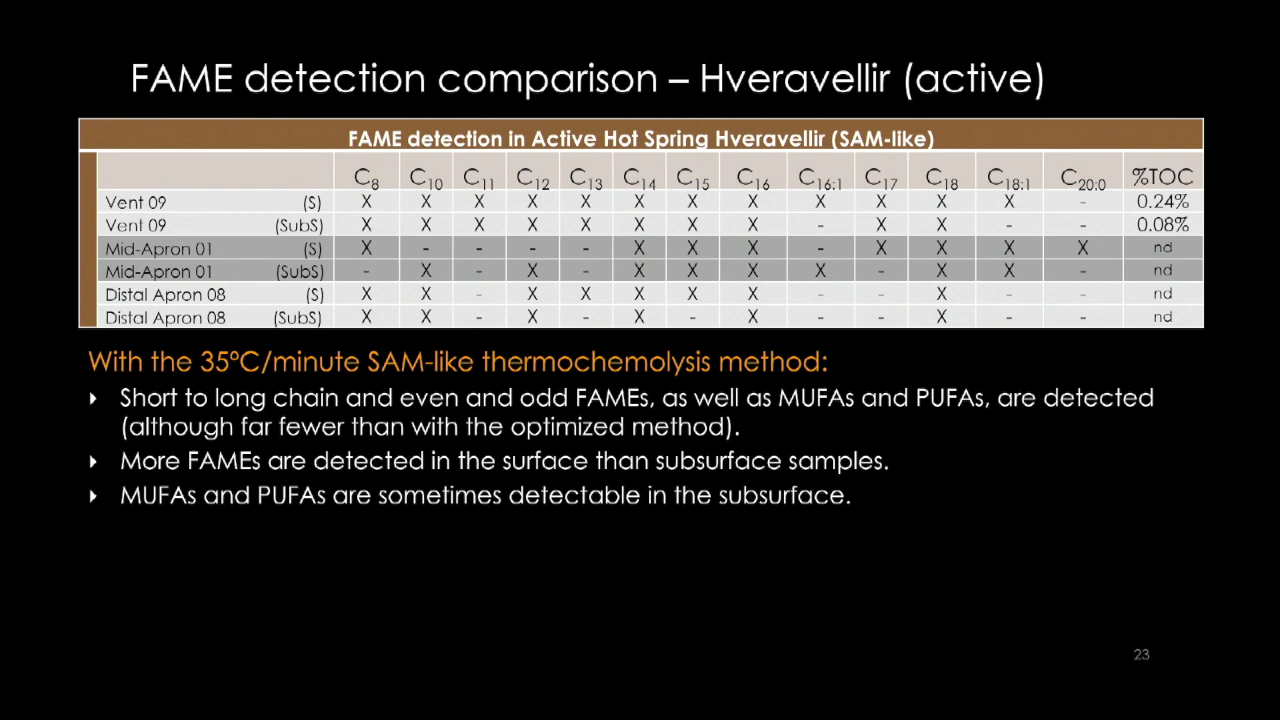 FAME detection comparison – Hveravellir (active)
FAME detection in Active Hot Spring Hveravellir (SAM-like)
C8 C10 C11 C12 C13 C14 C15 C16 C16:1 C17 C18 C18:1 C20:0 %TOC
Vent 09 (S) X X X X X X X X X X X X - 0.24%
Vent 09 (SubS) X X X X X X X X - X X - - 0.08%
Mid-Apron 01 (S) X - - - - X X X - X X X X nd
Mid-Apron 01 (SubS) - X - X - X X X X - X X - nd
Distal Apron 08 (S) X X - X X X X X - - X - - nd
Distal Apron 08 (SubS) X X - X - X - X - - X - - nd
With the 35ºC/minute SAM-like thermochemolysis method:
Short to long chain and even and odd FAMEs, as well as MUFAs and PUFAs, are detected
(although far fewer than with the optimized method).
More FAMEs are detected in the surface than subsurface samples.
MUFAs and PUFAs are sometimes detectable in the subsurface.
23